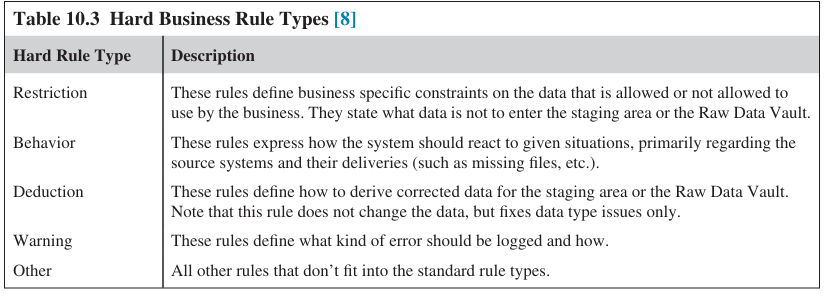 Table 10.3 Hard Business Rule Types [8]
Hard Rule Type Description
Restriction These rules define business specific constraints on the data that is allowed or not allowed to
use by the business. They state what data is not to enter the staging area or the Raw Data Vault.
Behavior These rules express how the system should react to given situations, primarily regarding the
source systems and their deliveries (such as missing files, etc.).
Deduction These rules define how to derive corrected data for the staging area or the Raw Data Vault.
Note that this rule does not change the data, but fixes data type issues only.
Warning These rules define what kind of error should be logged and how.
Other All other rules that don’t fit into the standard rule types.